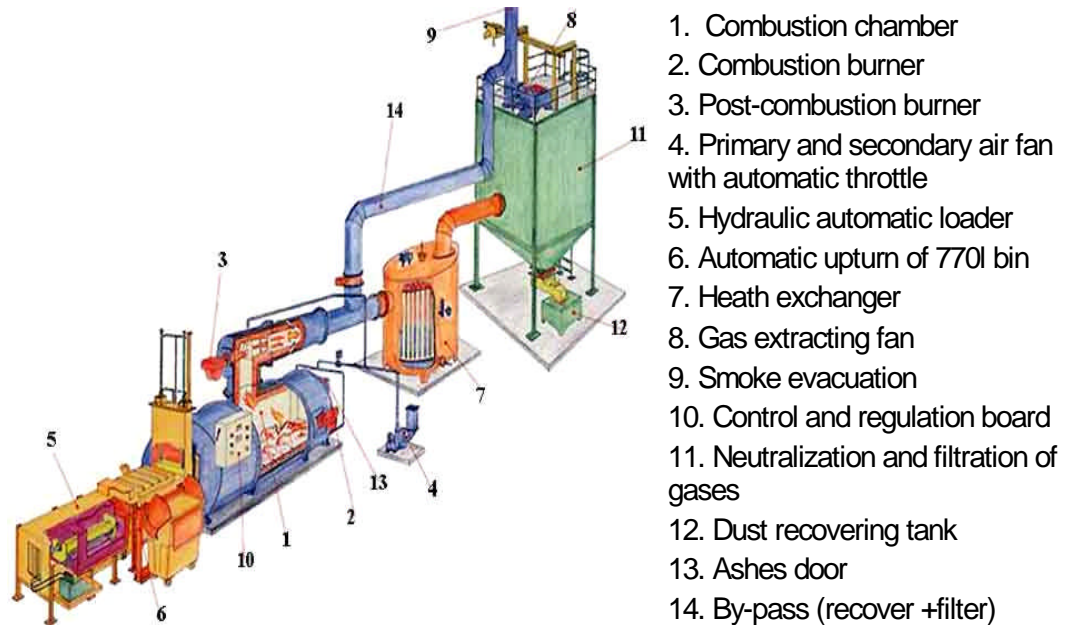 9
8
14
11
3
12
7
5
13
4
2
1
10
6
1. Combustion chamber
2. Combustion burner
3. Post-combustion burner
4. Primary and secondary air fan
with automatic throttle
5. Hydraulic automatic loader
6. Automatic upturn of 770l bin
7. Heath exchanger
8. Gas extracting fan
9. Smoke evacuation
10. Control and regulation board
11. Neutralization and filtration of
gases
12. Dust recovering tank
13. Ashes door
14. By-pass (recover +filter)